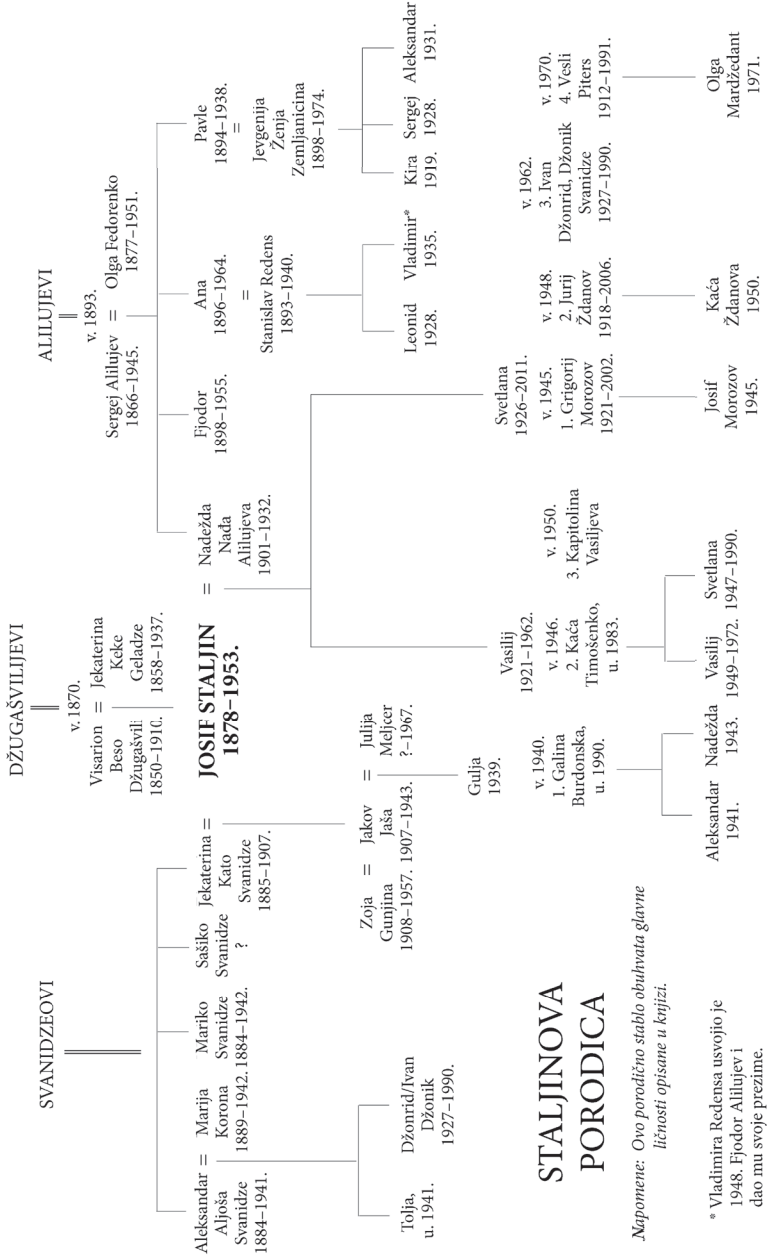 SVANIDZEOVI
DŽUGAŠVILIJEVI
ALILUJEVI
v. 1870.
Visarion = Jekaterina
Beso
Džugašvili
1850–1910.
Keke
Geladze
1858–1937.
v. 1893.
Sergej Alilujev = Olga Fedorenko
1866–1945.
1877–1951.
Aleksandar =
Aljoša
Svanidze
1884–1941.
Marija
Korona
1889–1942.
Mariko
Svanidze
1884–1942.
Sašiko
Svanidze
?
Jekaterina =
Kato
Svanidze
1885–1907.
JOSIF STALJIN
1878–1953.
=
Nadežda
Nađa
Alilujeva
1901–1932.
Fjodor
1898–1955.
Ana
1896–1964.
=
Stanislav Redens
1893–1940.
Pavle
1894–1938.
=
Jevgenija
Ženja
Zemljanicina
1898–1974.
Tolja,
u. 1941.
Džonrid/Ivan
Džonik
1927–1990.
Zoja
Gunjina
1908–1957.
=
Jakov
Jaša
1907–1943.
=
Julija
Meljcer
?–1967.
Leonid
1928.
Vladimir*
1935.
Kira
1919.
Sergej
1928.
Aleksandar
1931.
Gulja
1939.
Vasilij
1921–1962.
v. 1940.
1. Galina
Burdonska,
u. 1990.
v. 1946.
2. Kaća
Timošenko,
u. 1983.
v. 1950.
3. Kapitolina
Vasiljeva
Svetlana
1926–2011.
v. 1945.
1. Grigorij
Morozov
1921–2002.
v. 1948.
2. Jurij
Ždanov
1918–2006.
v. 1962.
3. Ivan
Džonrid, Džonik
Svanidze
1927–1990.
v. 1970.
4. Vesli
Piters
1912–1991.
Aleksandar
1941.
Nadežda
1943.
Vasilij
1949–1972.
Svetlana
1947–1990.
Josif
Morozov
1945.
Kaća
Ždanova
1950.
Olga
Mardžedant
1971.
STALJINOVA
PORODICA
Napomene: Ovo porodično stablo obuhvata glavne
ličnosti opisane u knjizi.
* Vladimira Redensa usvojio je
1948. Fjodor Alilujev i
dao mu svoje prezime.